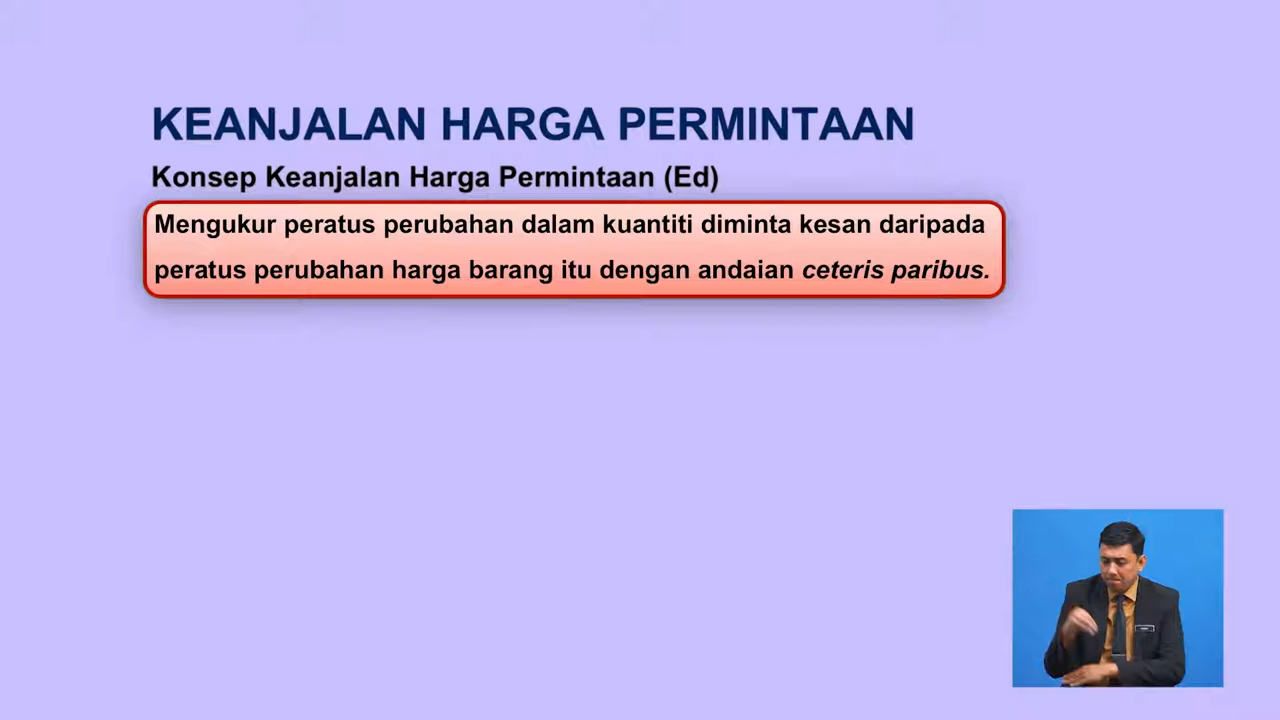 KEANJALAN HARGA PERMINTAAN
Konsep Keanjalan Harga Permintaan (Ed)
Mengukur peratus perubahan dalam kuantiti diminta kesan daripada
peratus perubahan harga barang itu dengan andaian ceteris paribus.